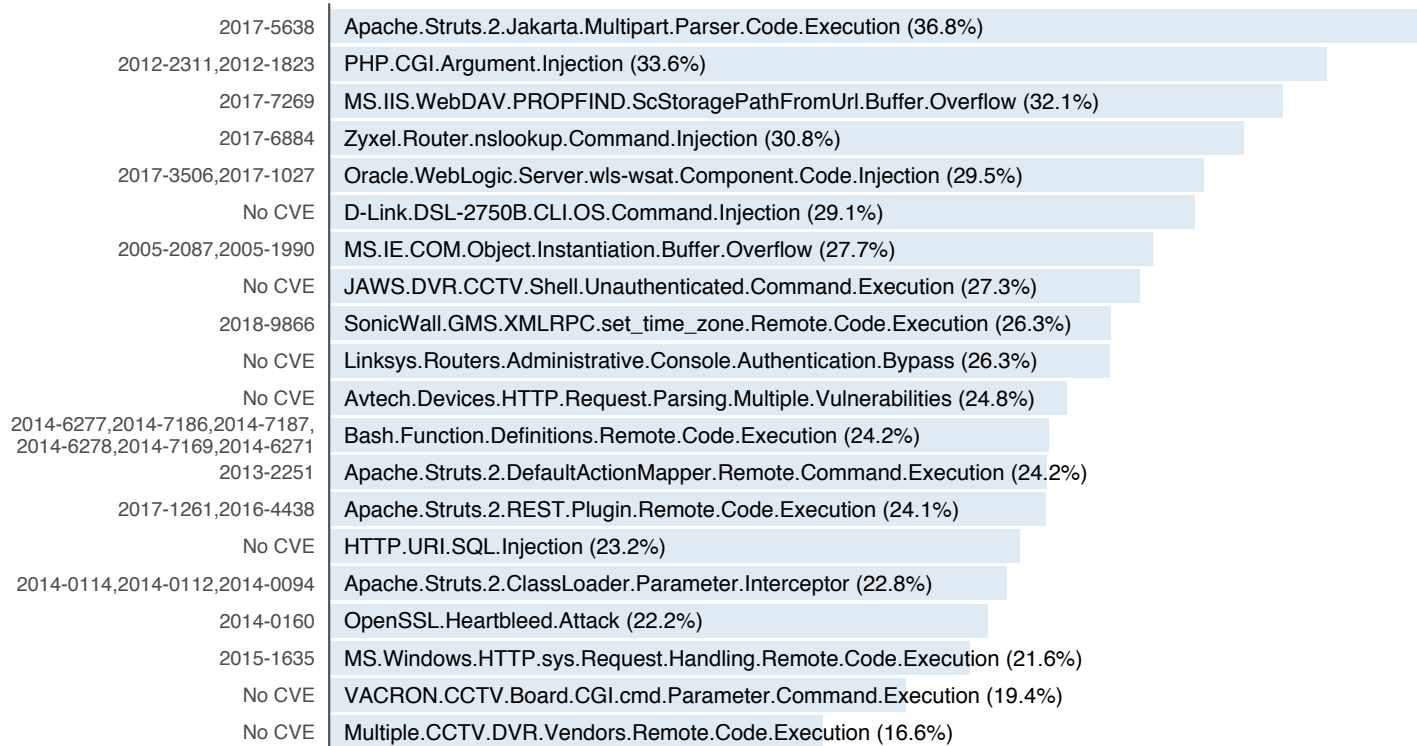 2017-5638 Apache.Struts.2.Jakarta.Multipart.Parser.Code.Execution (36.8%)
2012-2311,2012-1823 PHP.CGI.Argument.Injection (33.6%)
2017-7269 MS.IIS.WebDAV.PROPFIND.ScStoragePathFromUrl.Buffer.Overflow (32.1%)
2017-6884 Zyxel.Router.nslookup.Command.Injection (30.8%)
2017-3506,2017-1027 Oracle.WebLogic.Server.wls-wsat.Component.Code.Injection (29.5%)
No CVE D-Link.DSL-2750B.CLI.OS.Command.Injection (29.1%)
2005-2087,2005-1990 MS.IE.COM.Object.Instantiation.Buffer.Overflow (27.7%)
No CVE JAWS.DVR.CCTV.Shell.Unauthenticated.Command.Execution (27.3%)
2018-9866 SonicWall.GMS.XMLRPC.set_time_zone.Remote.Code.Execution (26.3%)
No CVE Linksys.Routers.Administrative.Console.Authentication.Bypass (26.3%)
No CVE Avtech.Devices.HTTP.Request.Parsing.Multiple.Vulnerabilities (24.8%)
2014-6277,2014-7186,2014-7187,
2014-6278,2014-7169,2014-6271 Bash.Function.Definitions.Remote.Code.Execution (24.2%)
2013-2251 Apache.Struts.2.DefaultActionMapper.Remote.Command.Execution (24.2%)
2017-1261,2016-4438 Apache.Struts.2.REST.Plugin.Remote.Code.Execution (24.1%)
No CVE HTTP.URI.SQL.Injection (23.2%)
2014-0114,2014-0112,2014-0094 Apache.Struts.2.ClassLoader.Parameter.Interceptor (22.8%)
2014-0160 OpenSSL.Heartbleed.Attack (22.2%)
2015-1635 MS.Windows.HTTP.sys.Request.Handling.Remote.Code.Execution (21.6%)
No CVE VACRON.CCTV.Board.CGI.cmd.Parameter.Command.Execution (19.4%)
No CVE Multiple.CCTV.DVR.Vendors.Remote.Code.Execution (16.6%)